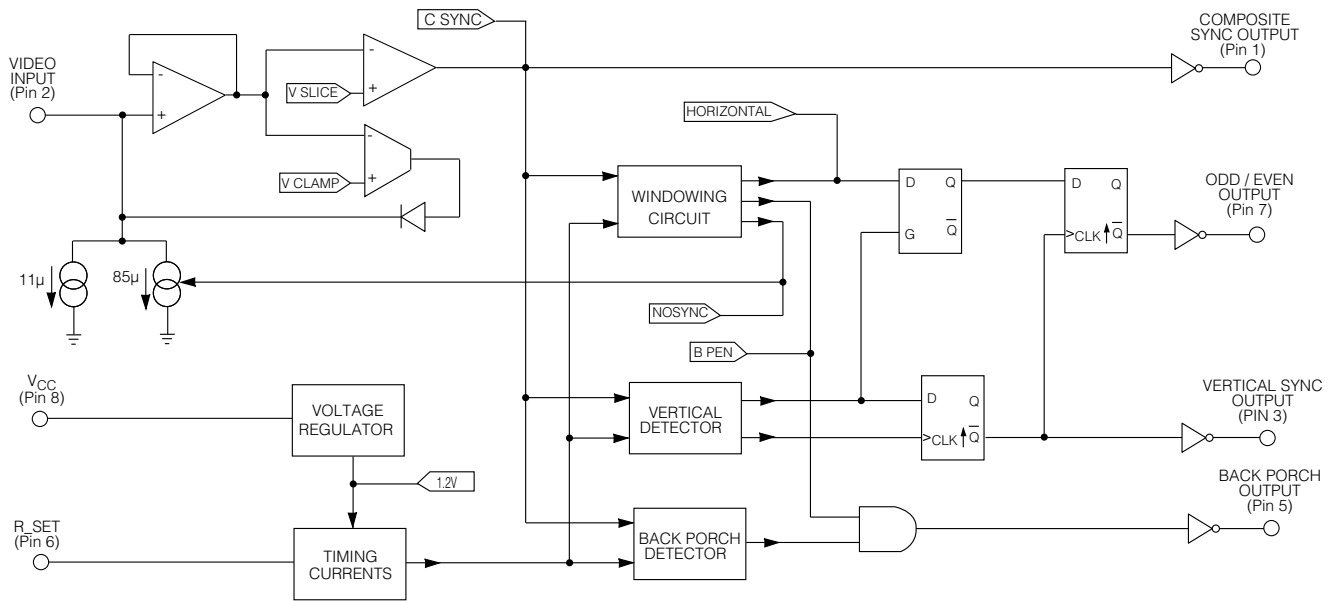 C SYNC
COMPOSITE
SYNC OUTPUT
(Pin 1)
VIDEO
INPUT
(Pin 2)
-
+
-
+
V SLICE
HORIZONTAL
-
+
V CLAMP
WINDOWING
CIRCUIT
D Q
G Q
D Q
>CLK Q
ODD / EVEN
OUTPUT
(Pin 7)
11µ
85µ
NOSYNC
B PEN
VCC
(Pin 8)
VOLTAGE
REGULATOR
VERTICAL
DETECTOR
D Q
>CLK Q
VERTICAL SYNC
OUTPUT
(PIN 3)
1.2V
BACK PORCH
OUTPUT
(Pin 5)
R_SET
(Pin 6)
TIMING
CURRENTS
BACK PORCH
DETECTOR